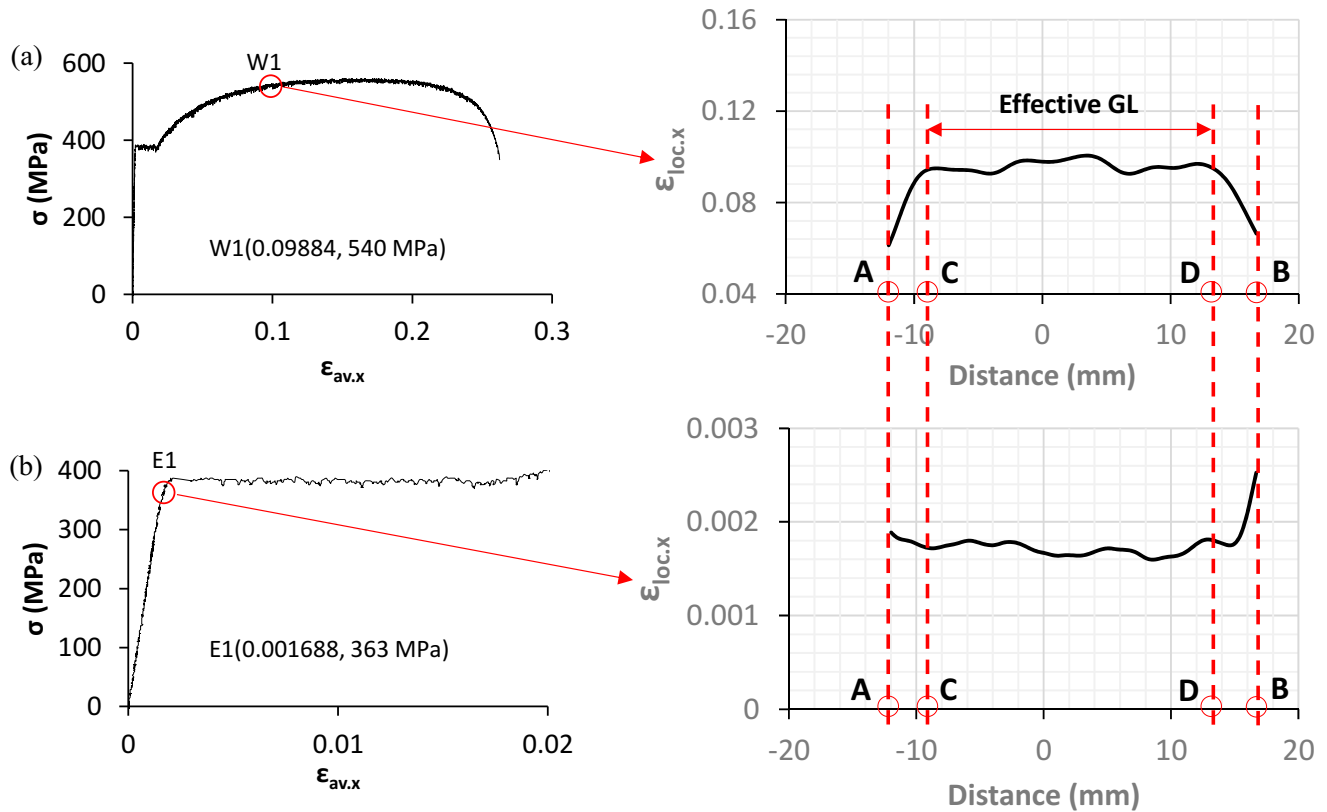 (a)
W1
600
400
200
0
σ (MPa)
W1(0.09884, 540 MPa)
0 0.1 0.2 0.3
εav.x
0.16
0.12
0.08
0.04
εloc.x
Effective GL
A C D B
-20 -10 0 10 20
Distance (mm)
(b)
E1
400
300
200
100
0
σ (MPa)
E1(0.001688, 363 MPa)
0 0.01 0.02
εav.x
0.003
0.002
0.001
0
εloc.x
A C D B
-20 -10 0 10 20
Distance (mm)